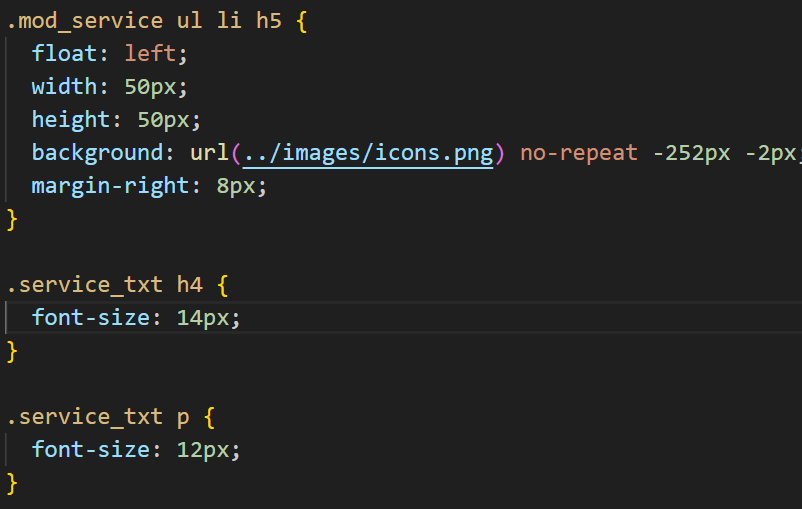 .mod_service ul li h5 {
float: left;
width: 50px;
height: 50px;
background: url(../images/icons.png) no-repeat -252px -2px;
margin-right: 8px;
}
.service_txt h4 {
font-size: 14px;
}
.service_txt p {
font-size: 12px;
}